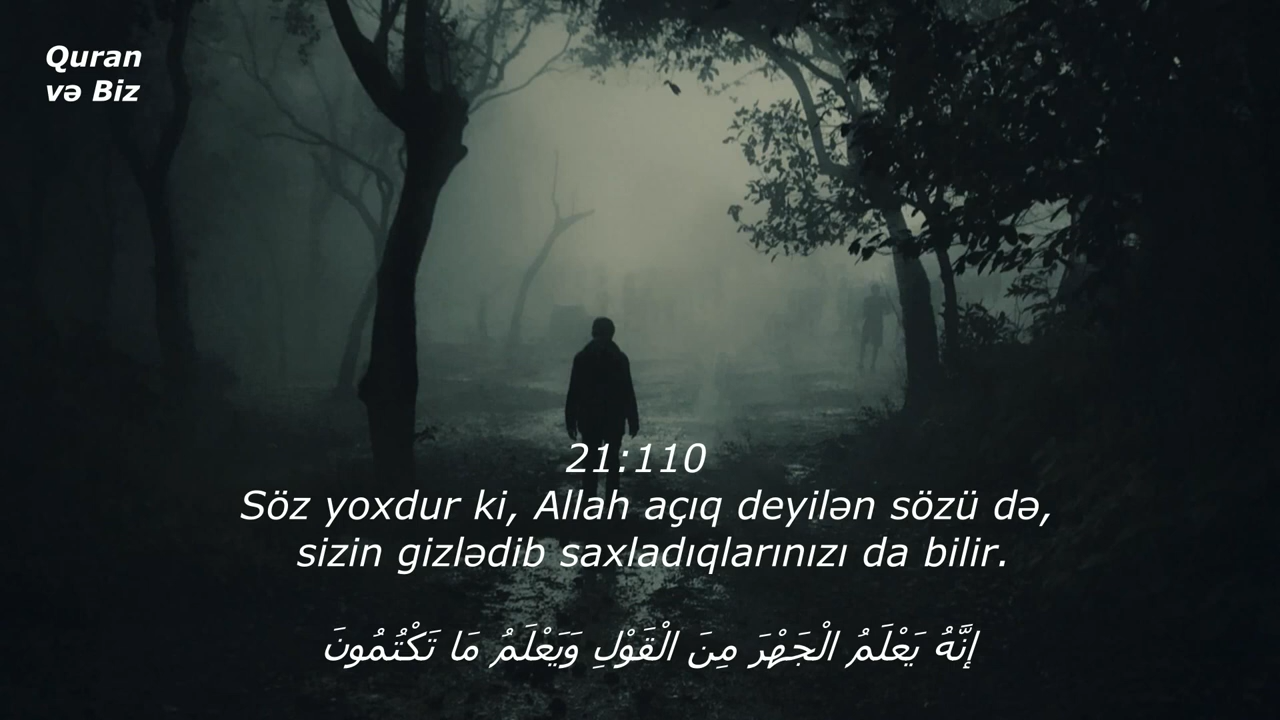 Quran
və Biz
21:110
Söz yoxdur ki, Allah açıq deyilən sözü də,
sizin gizlədib saxladıqlarınızı da bilir.
إنَّهُ يَعْلَمُ الْجَهْرَ مِنَ الْقَوْلِ وَيَعْلَمُ مَا تَكْتُمُونَ